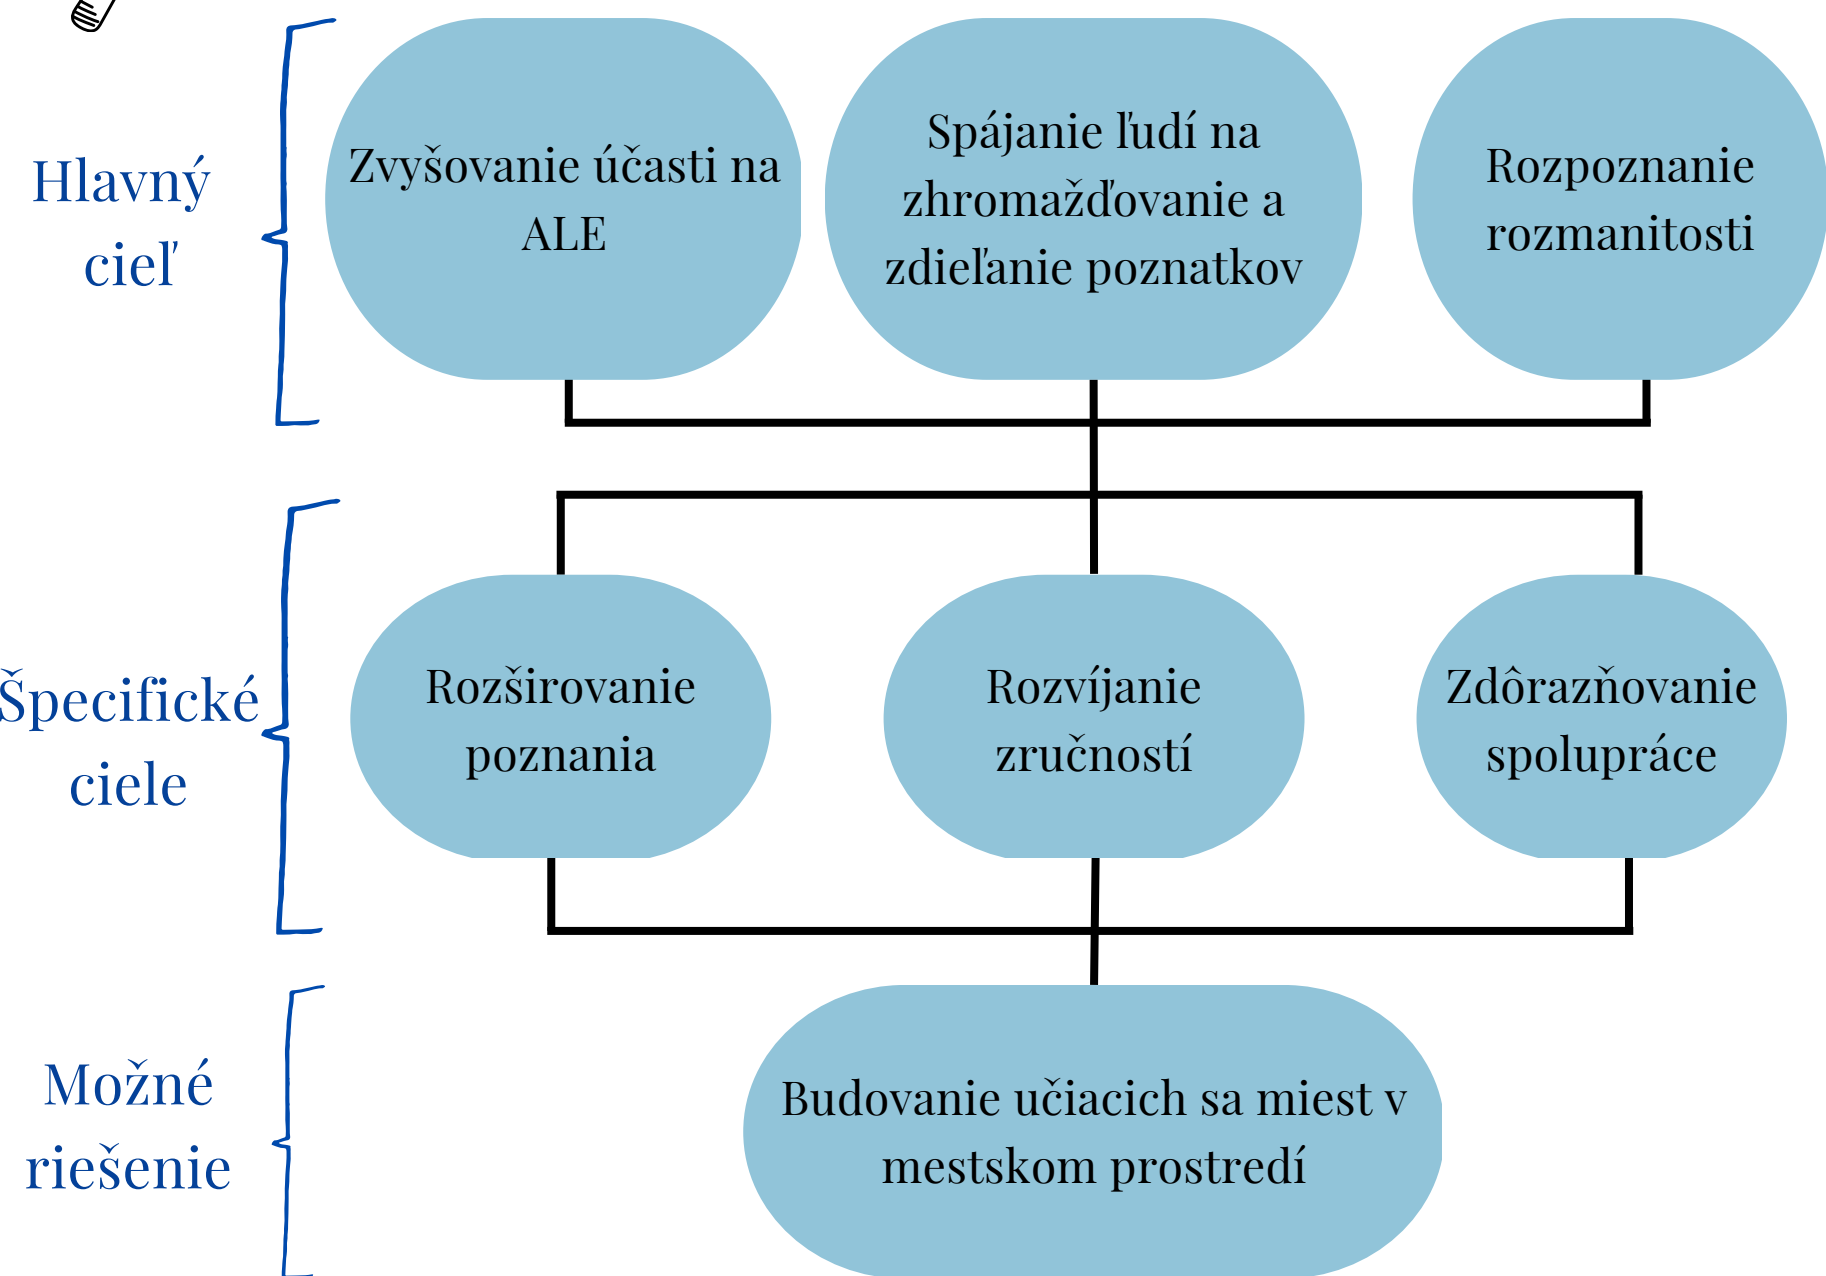 Hlavný
cieľ
Zvyšovanie účasti na
ALE
Spájanie ľudí na
zhromažďovanie a
zdieľanie poznatkov
Rozpoznanie
rozmanitosti
Špecifické
ciele
Rozširovanie
poznania
Rozvíjanie
zručností
Zdôrazňovanie
spolupráce
Možné
riešenie
Budovanie učiacich sa miest v
mestskom prostredí